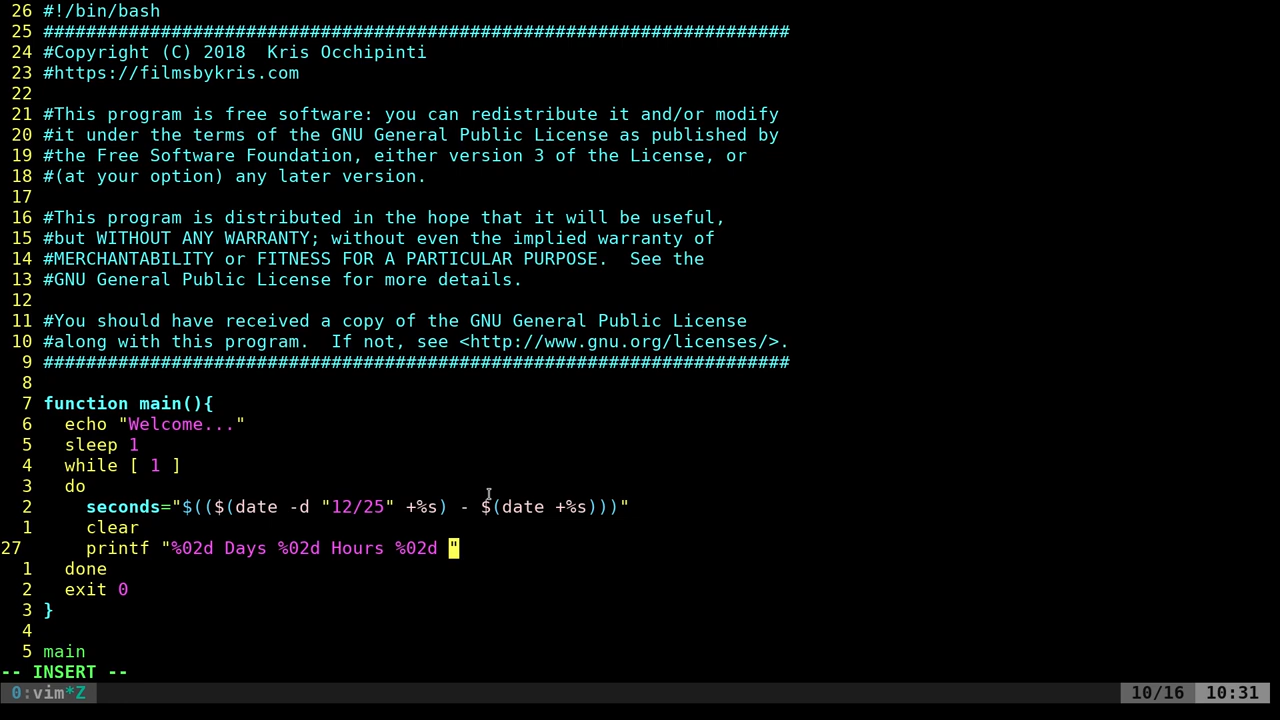 26 #!/bin/bash
25 ######################################################################
24 #Copyright (C) 2018  Kris Occhipinti
23 #https://filmsbykris.com
22
21 #This program is free software: you can redistribute it and/or modify
20 #it under the terms of the GNU General Public License as published by
19 #the Free Software Foundation, either version 3 of the License, or
18 #(at your option) any later version.
17
16 #This program is distributed in the hope that it will be useful,
15 #but WITHOUT ANY WARRANTY; without even the implied warranty of
14 #MERCHANTABILITY or FITNESS FOR A PARTICULAR PURPOSE.  See the
13 #GNU General Public License for more details.
12
11 #You should have received a copy of the GNU General Public License
10 #along with this program.  If not, see <http://www.gnu.org/licenses/>.
9 ######################################################################
8
7 function main(){
6   echo "Welcome..."
5   sleep 1
4   while [ 1 ]
3   do
2     seconds="$(($(date -d "12/25" +%s) - $(date +%s)))"
1     clear
27      printf "%02d Days %02d Hours %02d "
1   done
2   exit 0
3 }
4
5 main
-- INSERT --
0:vim*Z 10/16 10:31